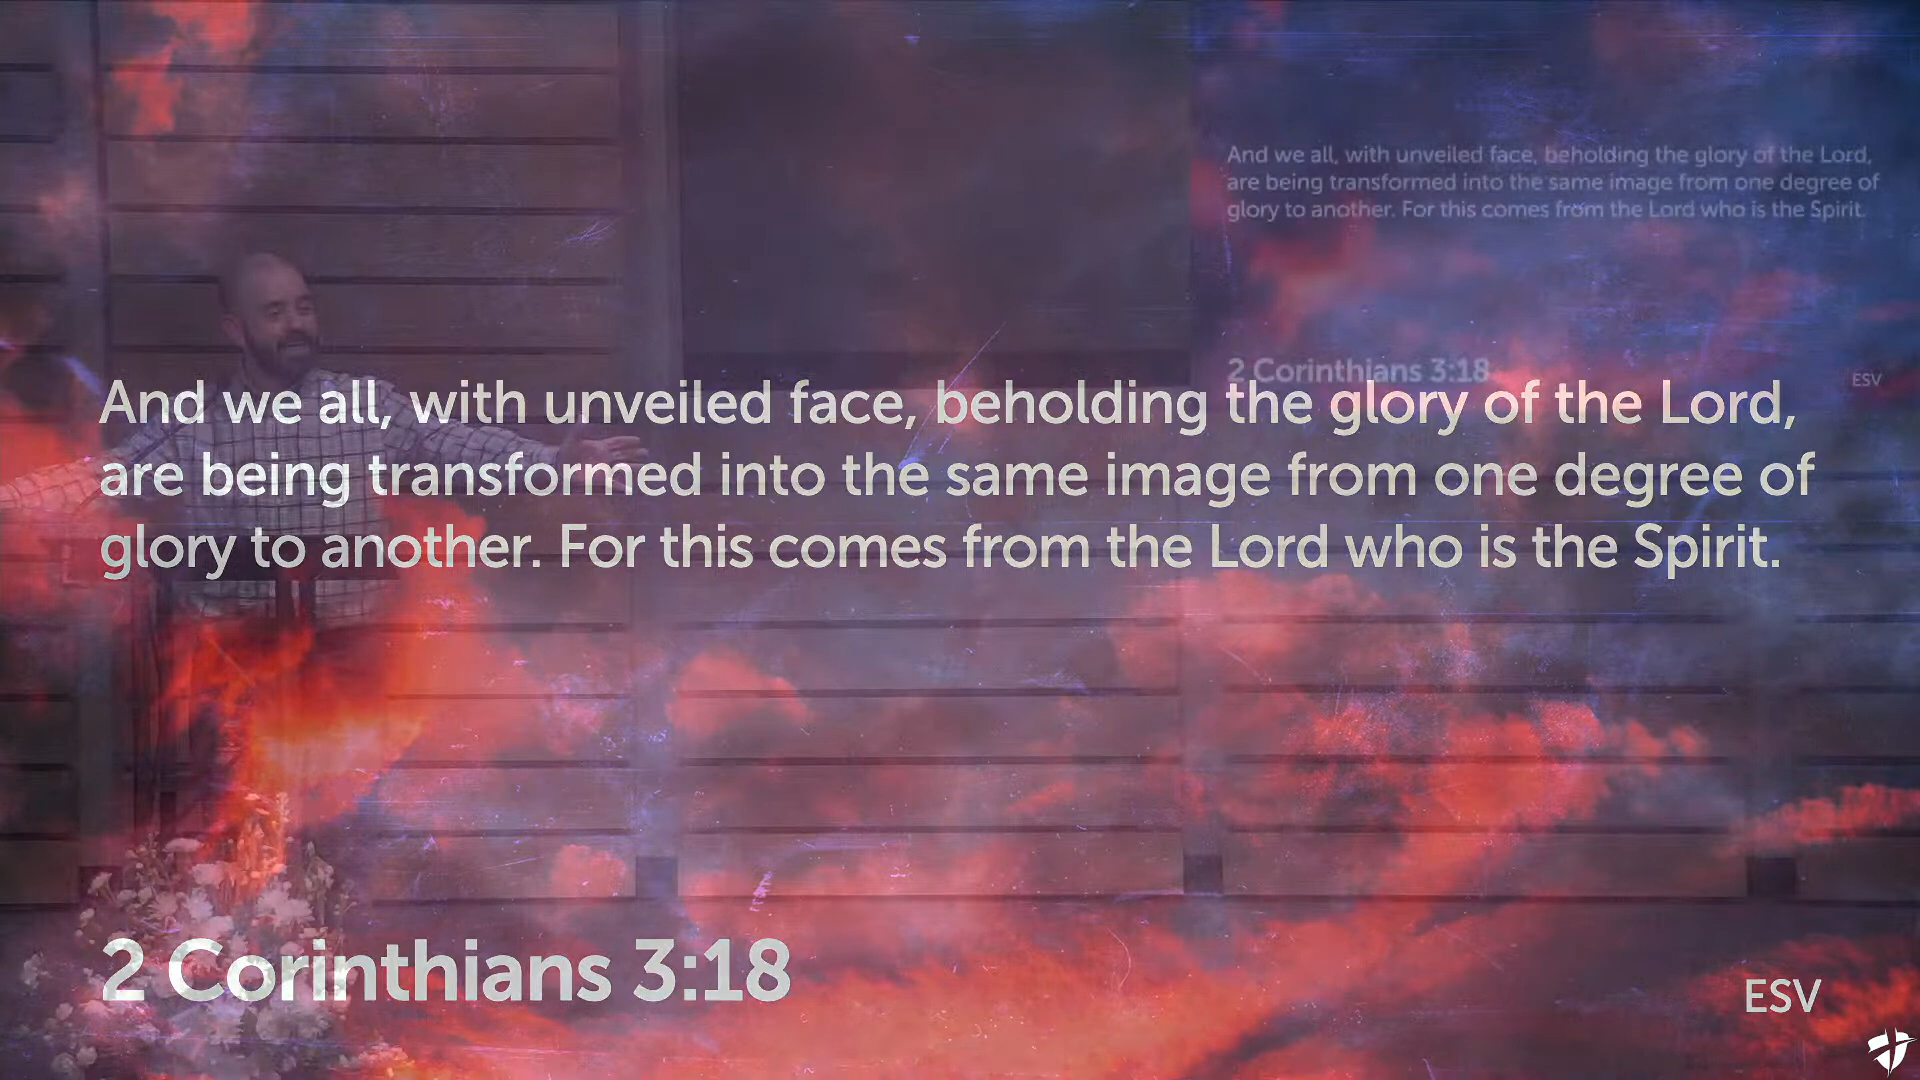 And we all, with unveiled face, beholding the glory of the Lord,
are being transformed into the same image from one degree of
glory to another. For this comes from the Lord who is the Spirit.
2 Corinthians 3:18
ESV
And we all, with unveiled face, beholding the glory of the Lord,
are being transformed into the same image from one degree of
glory to another. For this comes from the Lord who is the Spirit.
2 Corinthians 3:18
ESV